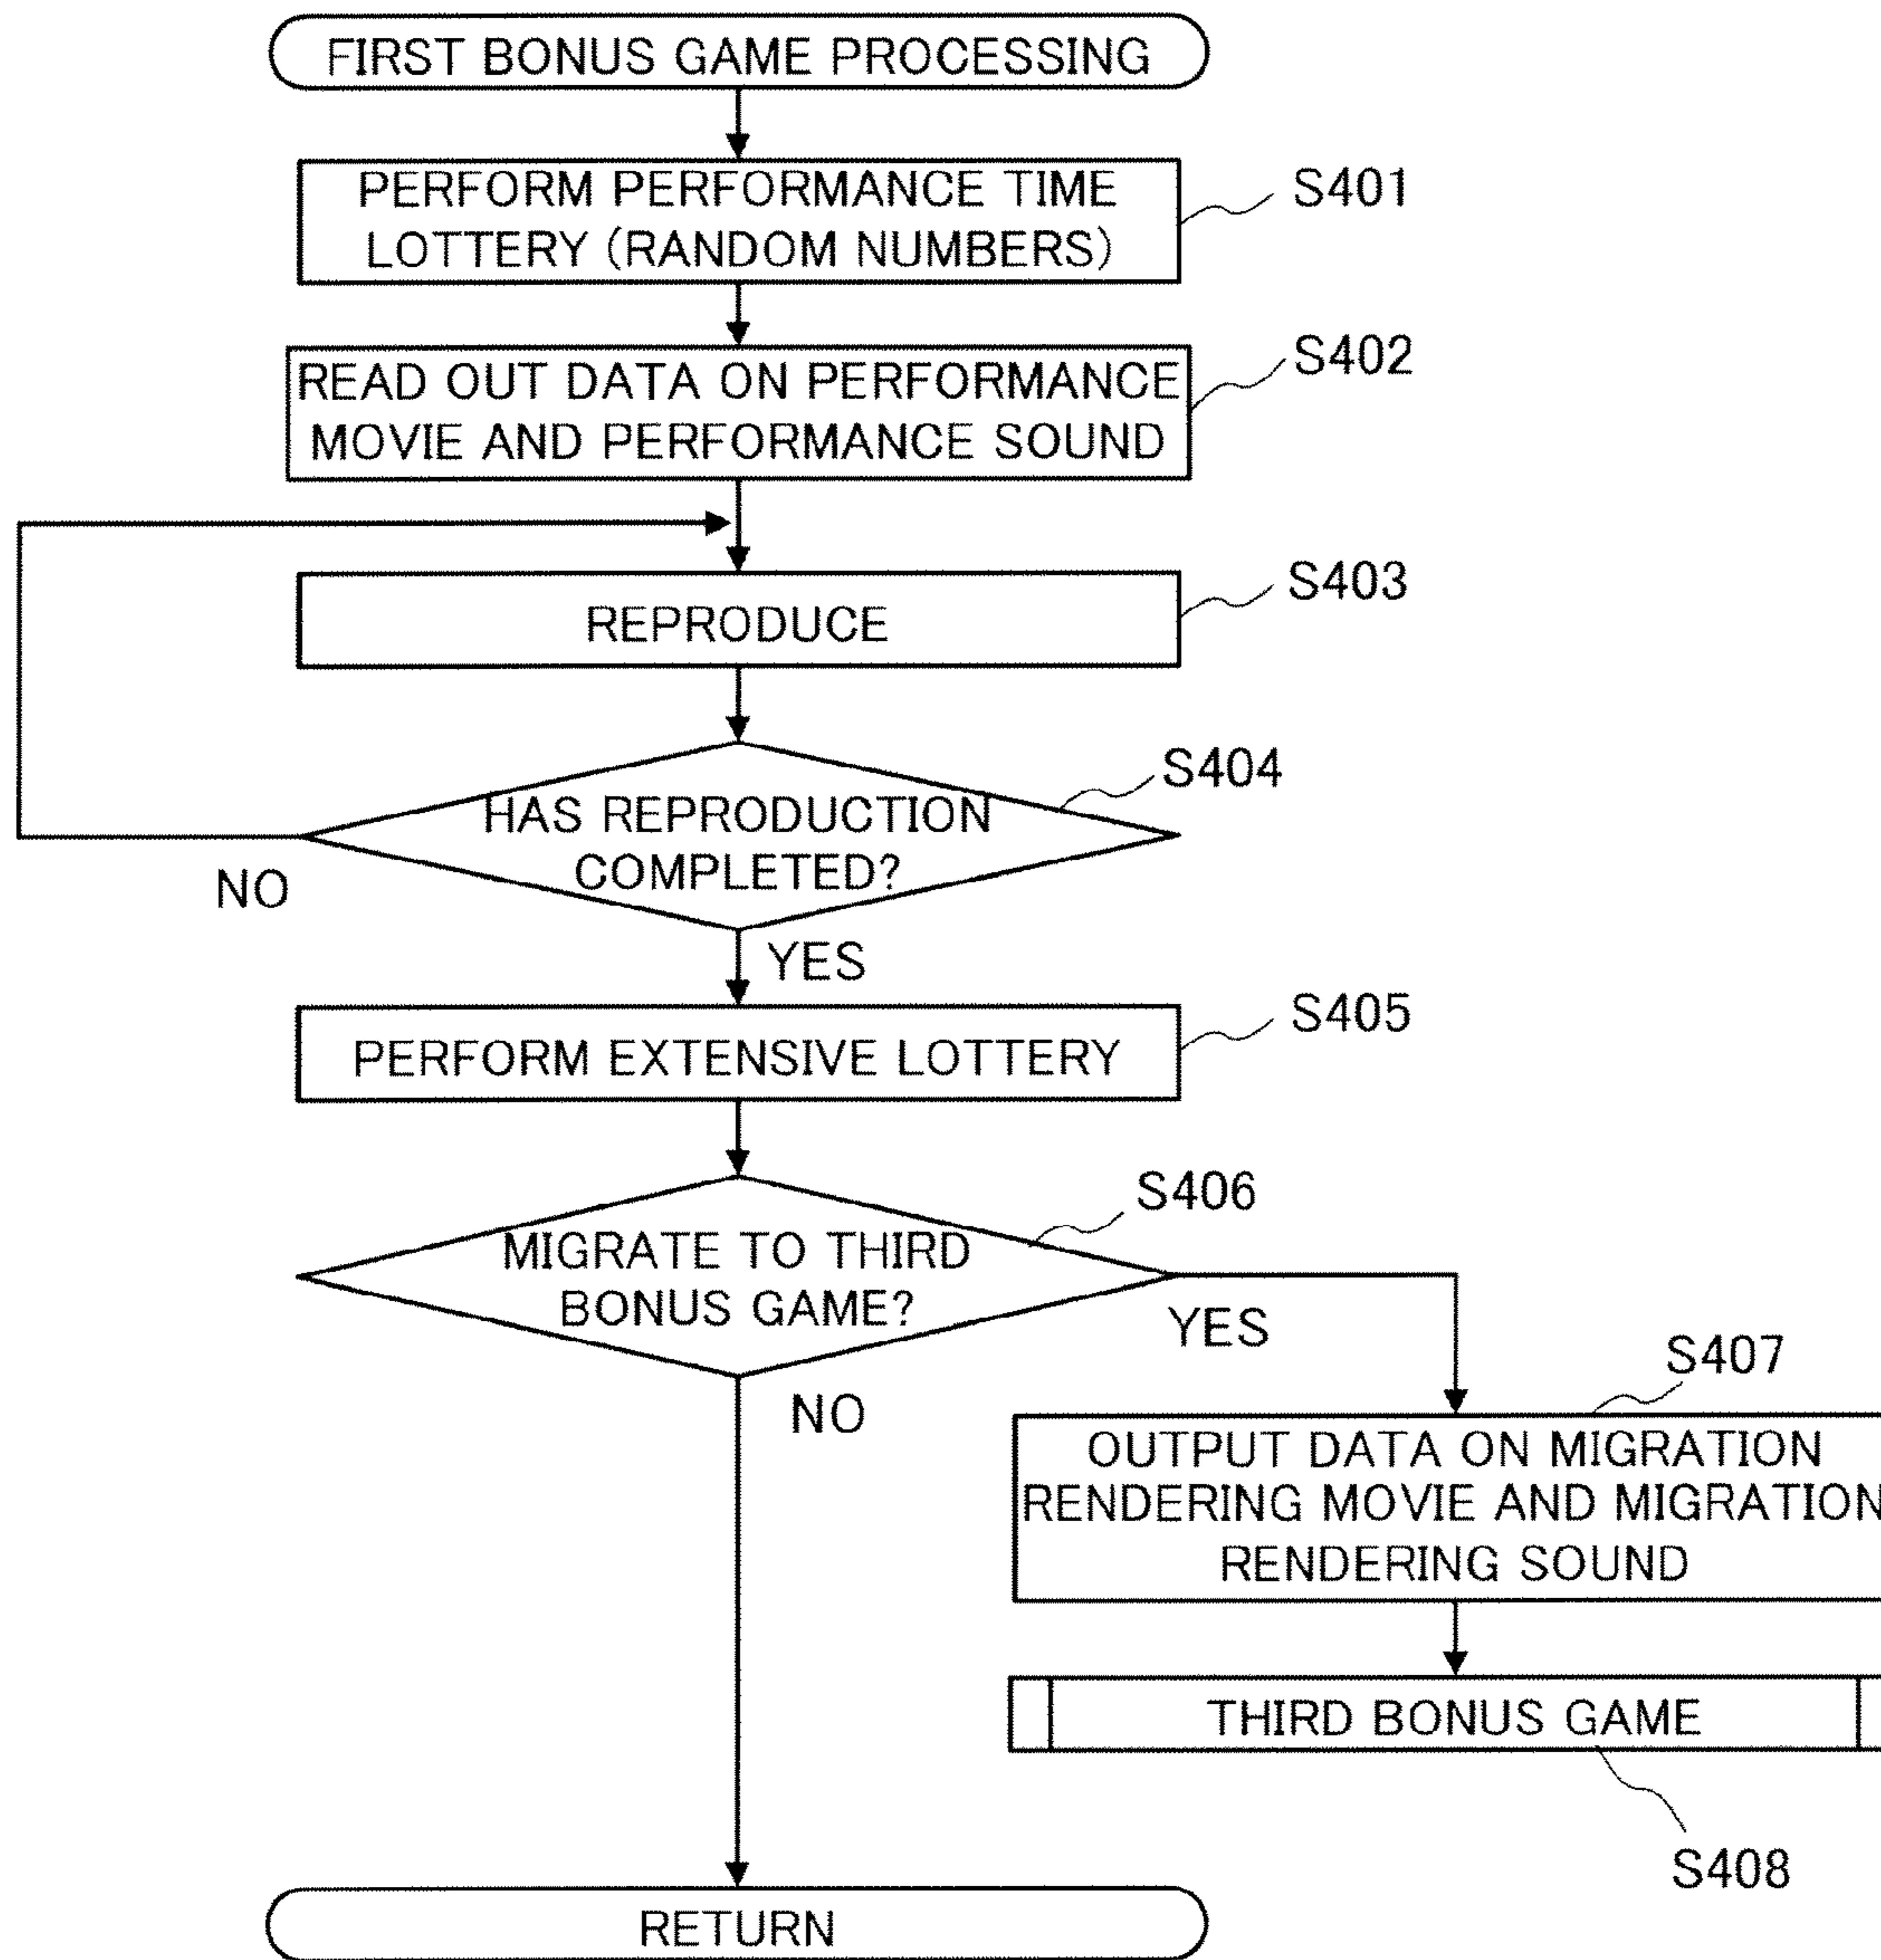 FIRST BONUS GAME PROCESSING
PERFORM PERFORMANCE TIME
LOTTERY (RANDOM NUMBERS)
S401
READ OUT DATA ON PERFORMANCE
MOVIE AND PERFORMANCE SOUND
S402
REPRODUCE
S403
HAS REPRODUCTION
COMPLETED?
S404
NO
YES
PERFORM EXTENSIVE LOTTERY
S405
MIGRATE TO THIRD
BONUS GAME?
S406
YES
NO
S407
OUTPUT DATA ON MIGRATION
RENDERING MOVIE AND MIGRATION
RENDERING SOUND
THIRD BONUS GAME
S408
RETURN